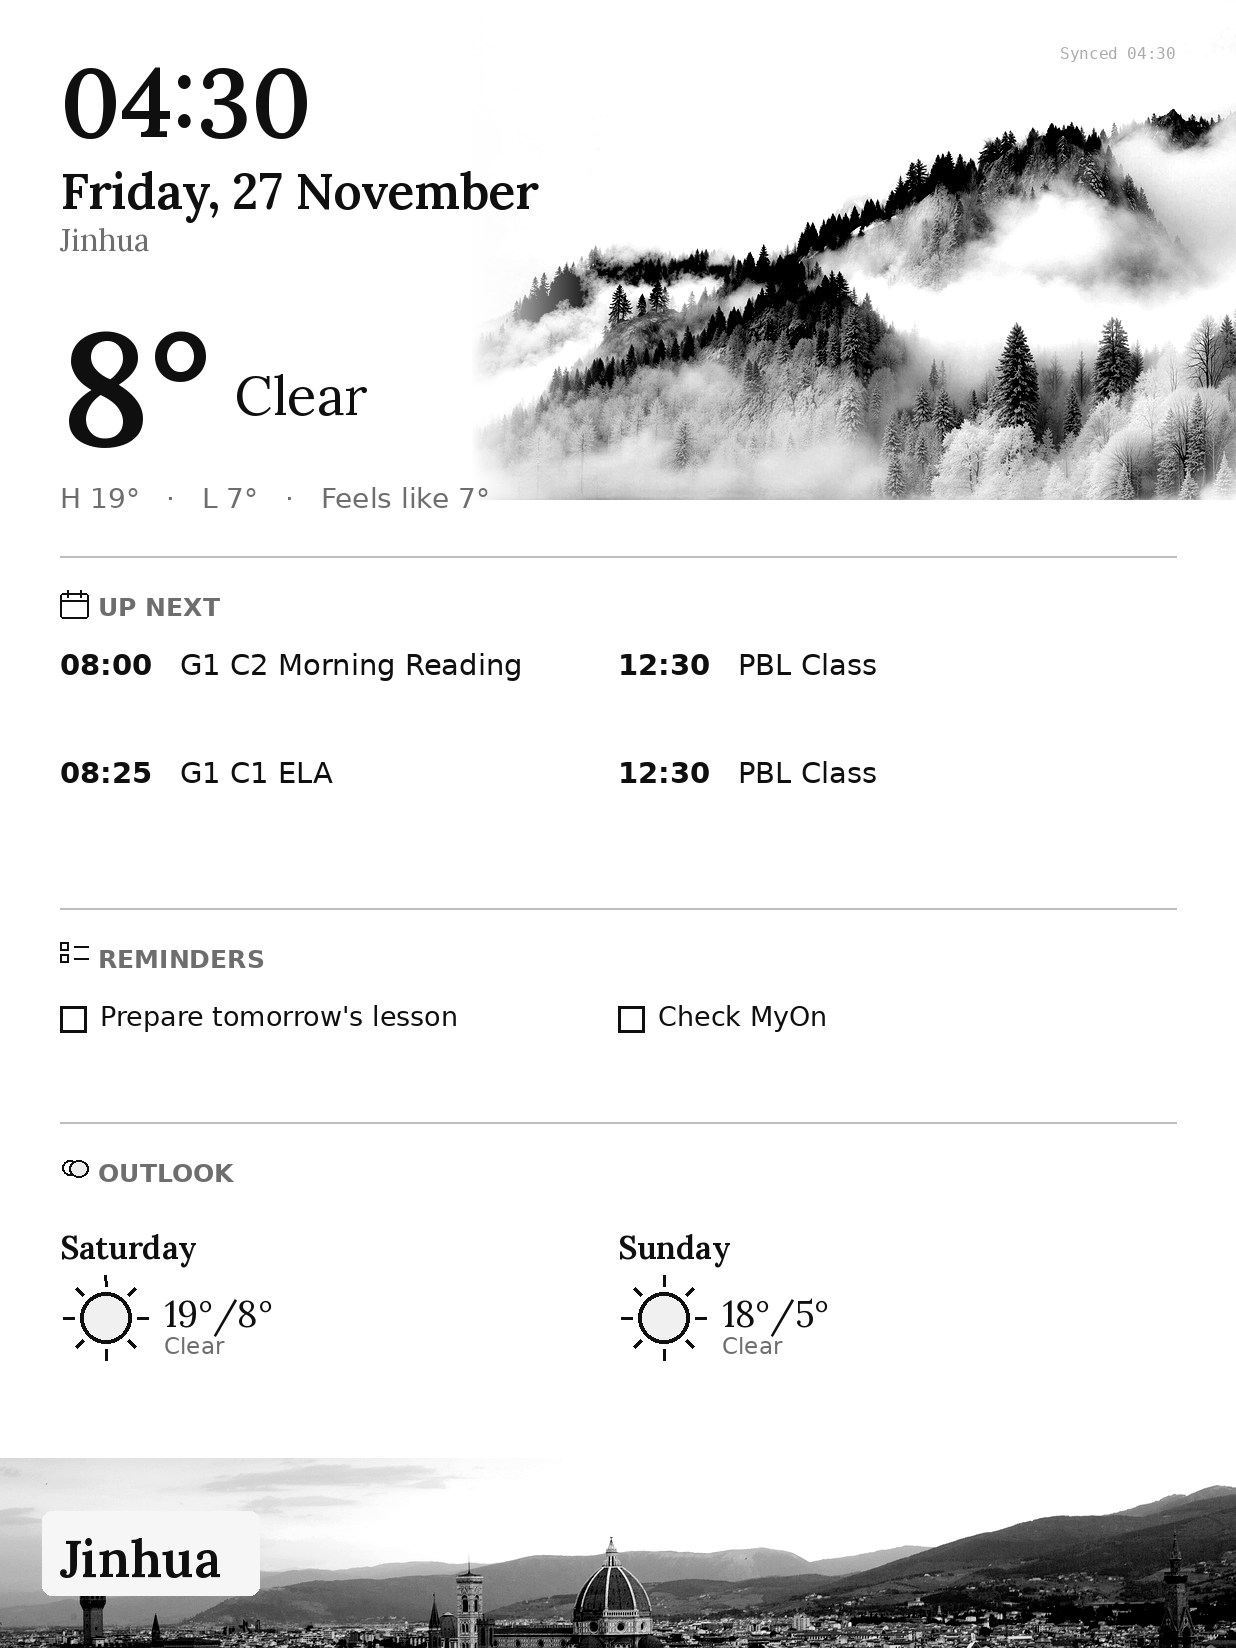 Synced 04:30
04:30
Friday, 27 November
Jinhua
8° Clear
H 19° · L 7° · Feels like 7°
UP NEXT
08:00 G1 C2 Morning Reading
12:30 PBL Class
08:25 G1 C1 ELA
12:30 PBL Class
REMINDERS
Prepare tomorrow's lesson
Check MyOn
OUTLOOK
Saturday
19°/8°
Clear
Sunday
18°/5°
Clear
Jinhua